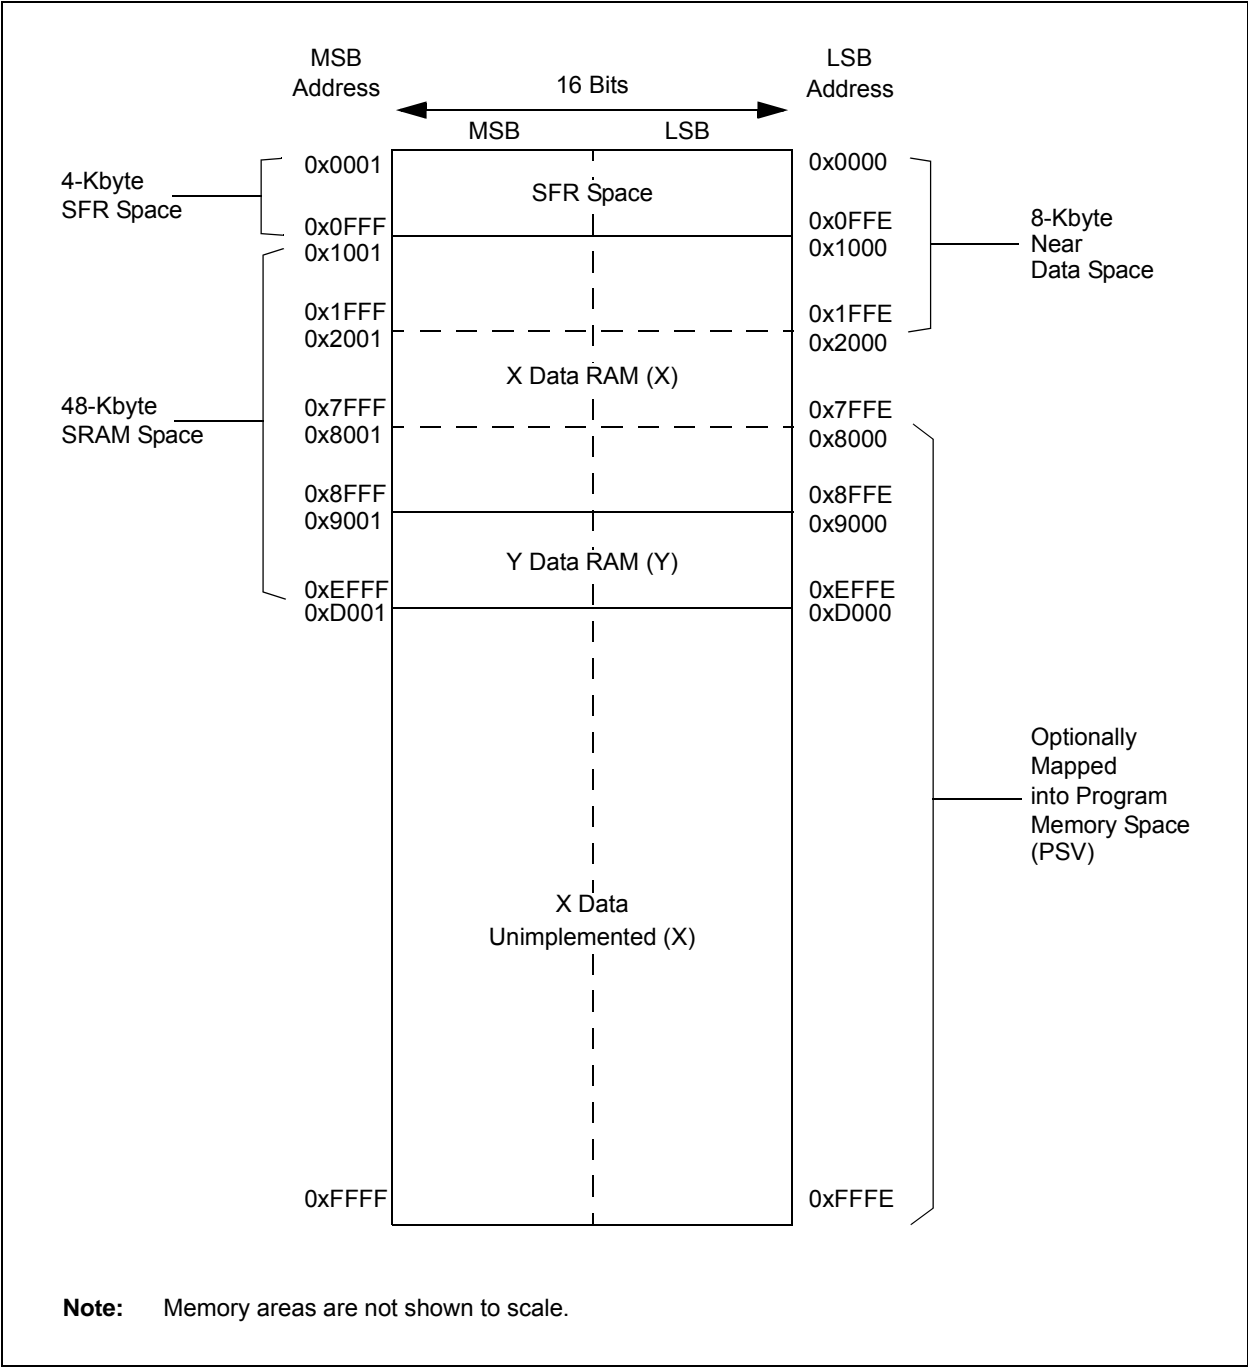 MSB
Address
16 Bits
LSB
Address
MSB
LSB
4-Kbyte
SFR Space
0x0001
0x0FFF
0x1001
SFR Space
0x0000
0x0FFE
0x1000
8-Kbyte
Near
Data Space
0x1FFF
0x2001
0x1FFE
0x2000
X Data RAM (X)
48-Kbyte
SRAM Space
0x7FFF
0x8001
0x7FFE
0x8000
0x8FFF
0x9001
0x8FFE
0x9000
Y Data RAM (Y)
0xEFFF
0xD001
0xEFFE
0xD000
Optionally
Mapped
into Program
Memory Space
(PSV)
X Data
Unimplemented (X)
0xFFFF
0xFFFE
Note: Memory areas are not shown to scale.